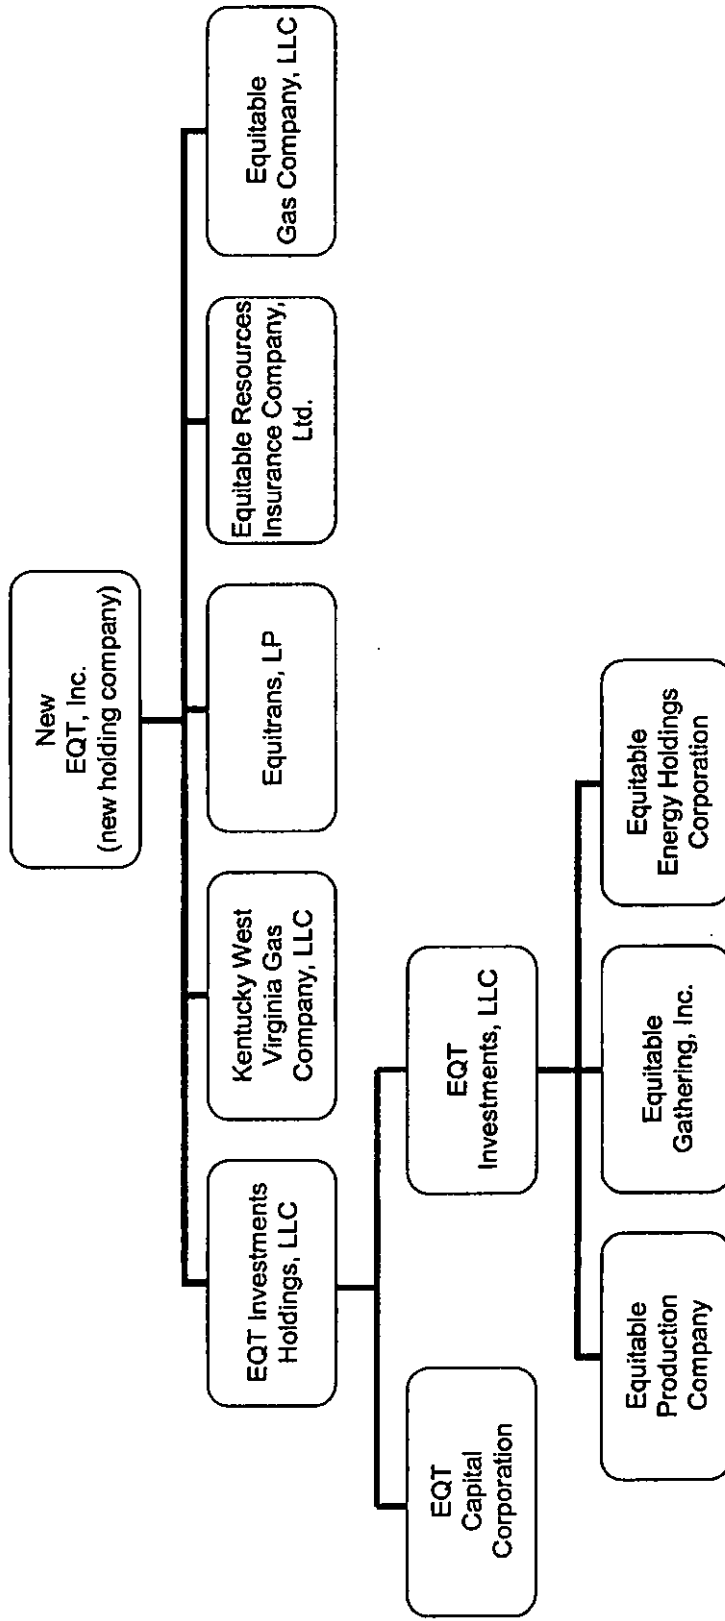 New
EQT, Inc.
(new holding company)
EQT Investments
Holdings, LLC
Kentucky West
Virginia Gas
Company, LLC
Equitrans, LP
Equitable Resources
Insurance Company,
Ltd.
Equitable
Gas Company, LLC
EQT
Capital
Corporation
EQT
Investments, LLC
Equitable
Production
Company
Equitable
Gathering, Inc.
Equitable
Energy Holdings
Corporation